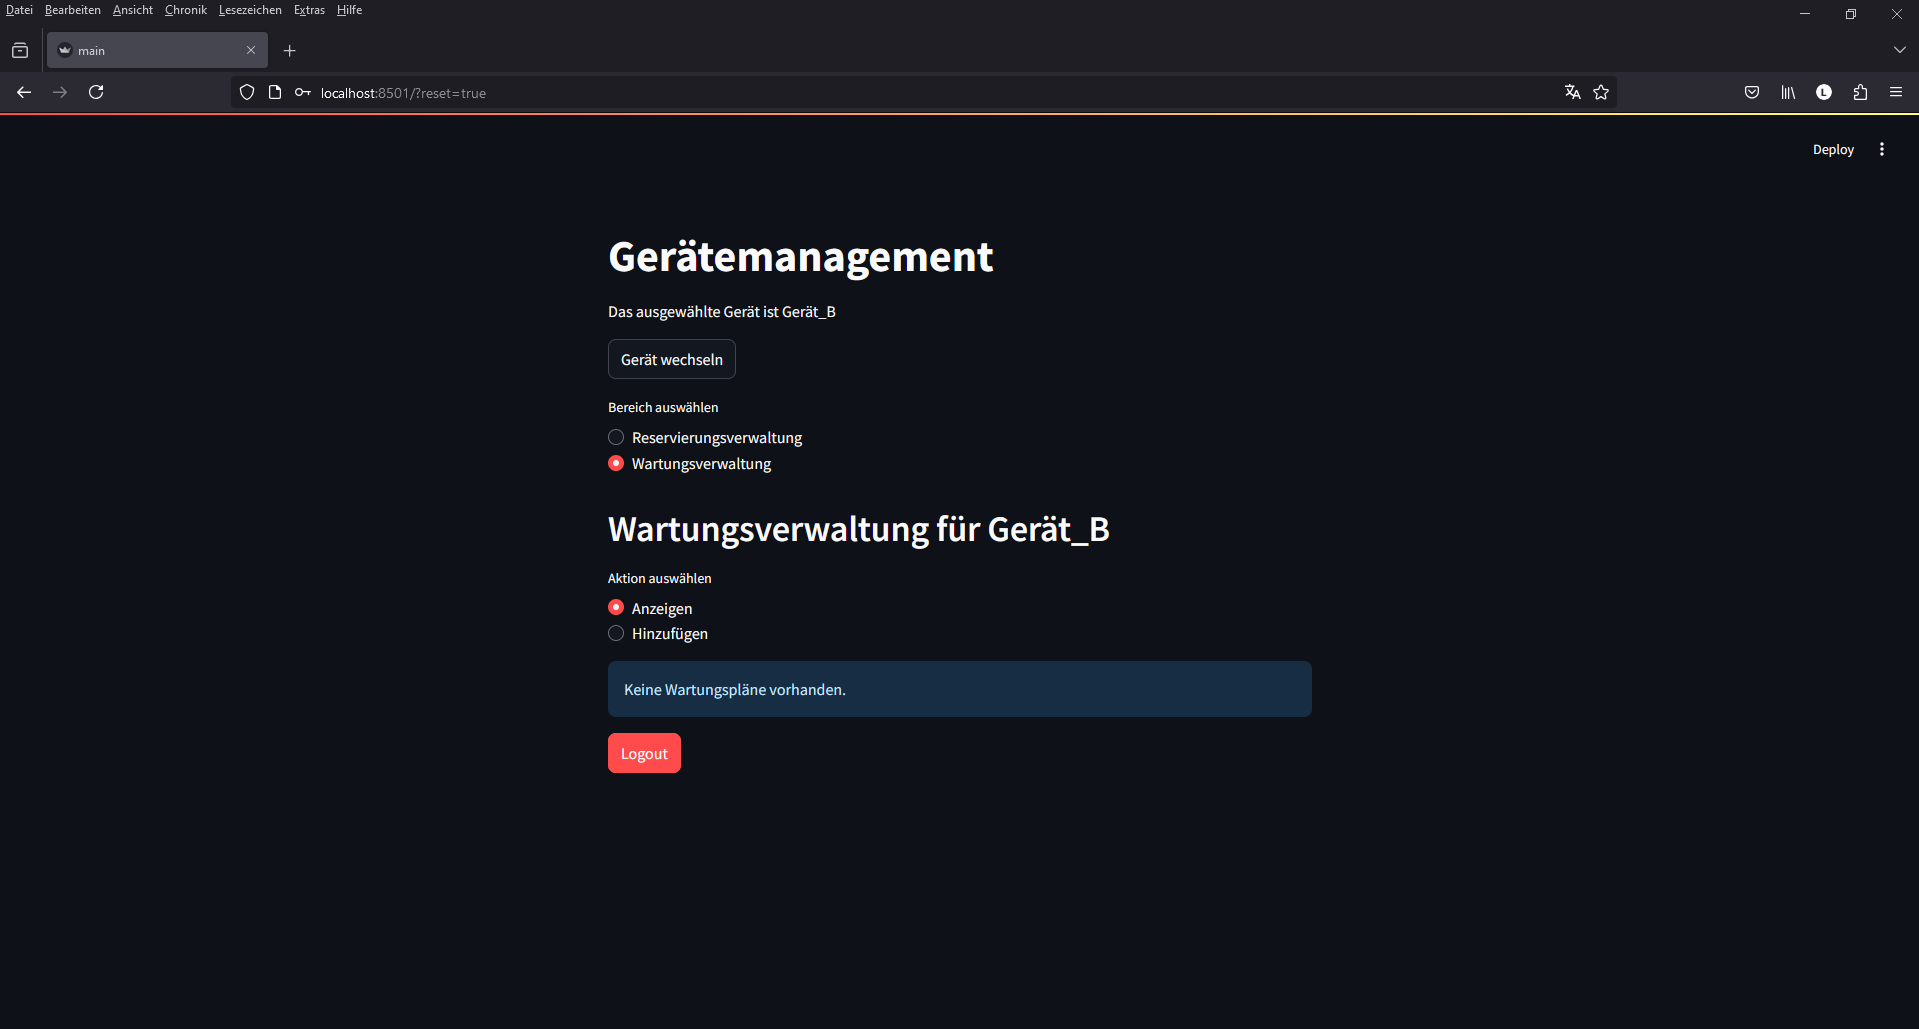 Datei Bearbeiten Ansicht Chronik Lesezeichen Extras Hilfe
main
localhost:8501/?reset=true
L
Deploy
Gerätemanagement
Das ausgewählte Gerät ist Gerät_B
Gerät wechseln
Bereich auswählen
Reservierungsverwaltung
Wartungsverwaltung
Wartungsverwaltung für Gerät_B
Aktion auswählen
Anzeigen
Hinzufügen
Keine Wartungspläne vorhanden.
Logout